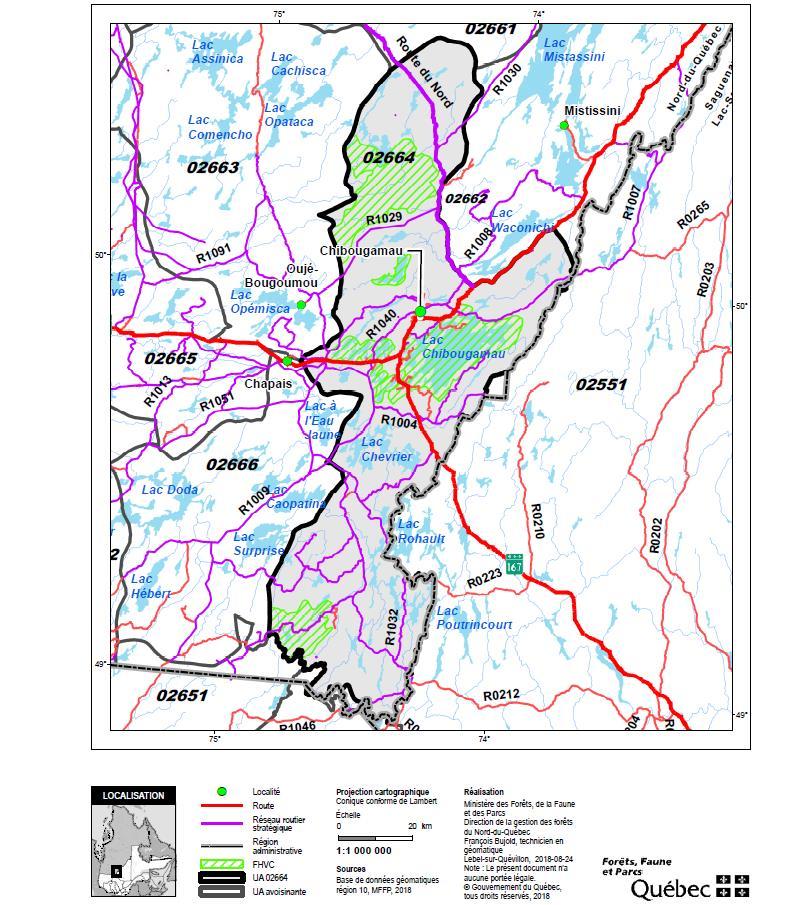 75°
74°
02661
Lac
Assinica
Lac
Cachisca
Route du Nord
Lac
Mistassini
R1030
Nord-du-Québec
Lac
Opataca
Mistissini
Lac
Comencho
02664
02663
02662
R1007
R1029
Lac
Waconichi
R0265
R1008
Chibougamau
R1091
50°
Oujé-
Bougoumou
R0203
la
ve
Lac
Opémisca
50°
R1040
Lac
Chibougamau
02665
Chapais
02551
R1013
R1051
Lac à
l'Eau
Jaune
R1004
Lac
Chevrier
02666
Lac Doda
R1009
Lac
Caopatina
R0210
Lac
Rohault
R0202
Lac
Surprise
2
167
R0223
Lac
Hébert
Lac
Poutrincourt
R1032
49°
02651
R0212
49°
R1046
75°
74°
LOCALISATION
Localité
Route
Réseau routier
stratégique
Région
administrative
FHVC
UA 02664
UA avoisinante
Projection cartographique
Conique conforme de Lambert
Échelle
0 20 km
1:1 000 000
Sources
Base de données géomatiques
région 10, MFFP, 2018
Réalisation
Ministère des Forêts, de la Faune
et des Parcs
Direction de la gestion des forêts
du Nord-du-Québec
François Bujold, technicien en
géomatique
Lebel-sur-Quévillon, 2018-08-24
Note : Le présent document n'a
aucune portée légale.
© Gouvernement du Québec,
tous droits réservés, 2018
Forêts, Faune
et Parcs
Québec